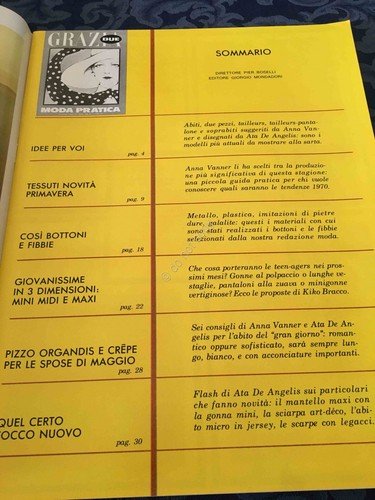 GRAZIA
DUE
MODA PRATICA
SOMMARIO
DIRETTORE PIER BOSELLI
EDITORE GIORGIO MONDADORI
IDEE PER VOI
pag. 4
Abiti, due pezzi, tailleurs, tailleurs-panta-
lone e soprabiti suggeriti da Anna Van-
ner e disegnati da Ata De Angelis: sono i
modelli più attuali da mostrare alla sarta.
TESSUTI NOVITÀ
PRIMAVERA
pag. 9
Anna Vanner li ha scelti tra la produzio-
ne più significativa di questa stagione:
una piccola guida pratica per chi vuole
conoscere quali saranno le tendenze 1970.
COSÌ BOTTONI
E FIBBIE
pag. 18
Metallo, plastica, imitazioni di pietre
dure, galalite: questi i materiali con cui
sono stati realizzati i bottoni e le fibbie
selezionati dalla nostra redazione moda.
GIOVANISSIME
IN 3 DIMENSIONI:
MINI MIDI E MAXI
pag. 22
Che cosa porteranno le teen-agers nei pros-
simi mesi? Gonne al polpaccio o lunghe ve-
staglie, pantaloni alla zuava o minigonne
vertiginose? Ecco le proposte di Kiko Bracco.
PIZZO ORGANDIS E CRÊPE
PER LE SPOSE DI MAGGIO
pag. 28
Sei consigli di Anna Vanner e Ata De An-
gelis per l'abito del "gran giorno": roman-
tico oppure sofisticato, sarà sempre lun-
go, bianco, e con acconciature importanti.
QUEL CERTO
TOCCO NUOVO
pag. 30
Flash di Ata De Angelis sui particolari
che fanno novità: il mantello maxi con
la gonna mini, la sciarpa art-déco, l'abi-
to micro in jersey, le scarpe con legacci.